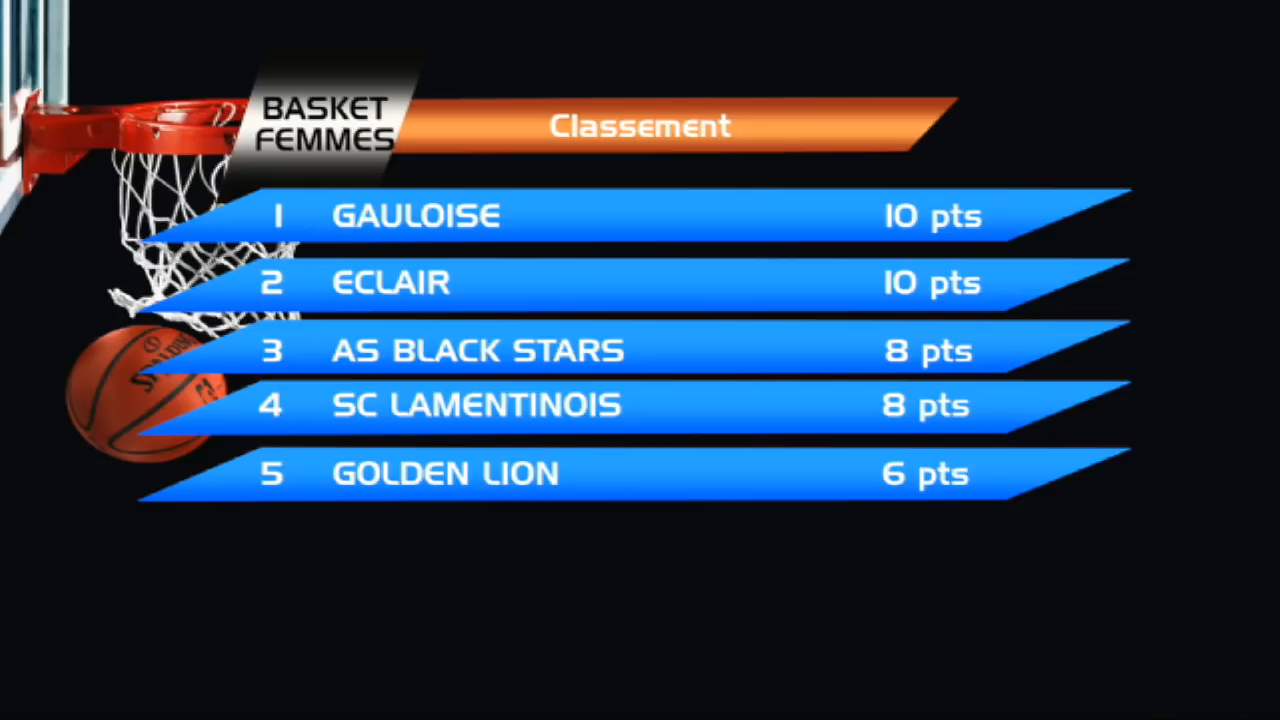 BASKET
FEMMES
Classement
1 GAULOISE 10 pts
2 ECLAIR 10 pts
3 AS BLACK STARS 8 pts
4 SC LAMENTINOIS 8 pts
5 GOLDEN LION 6 pts
SPALDING